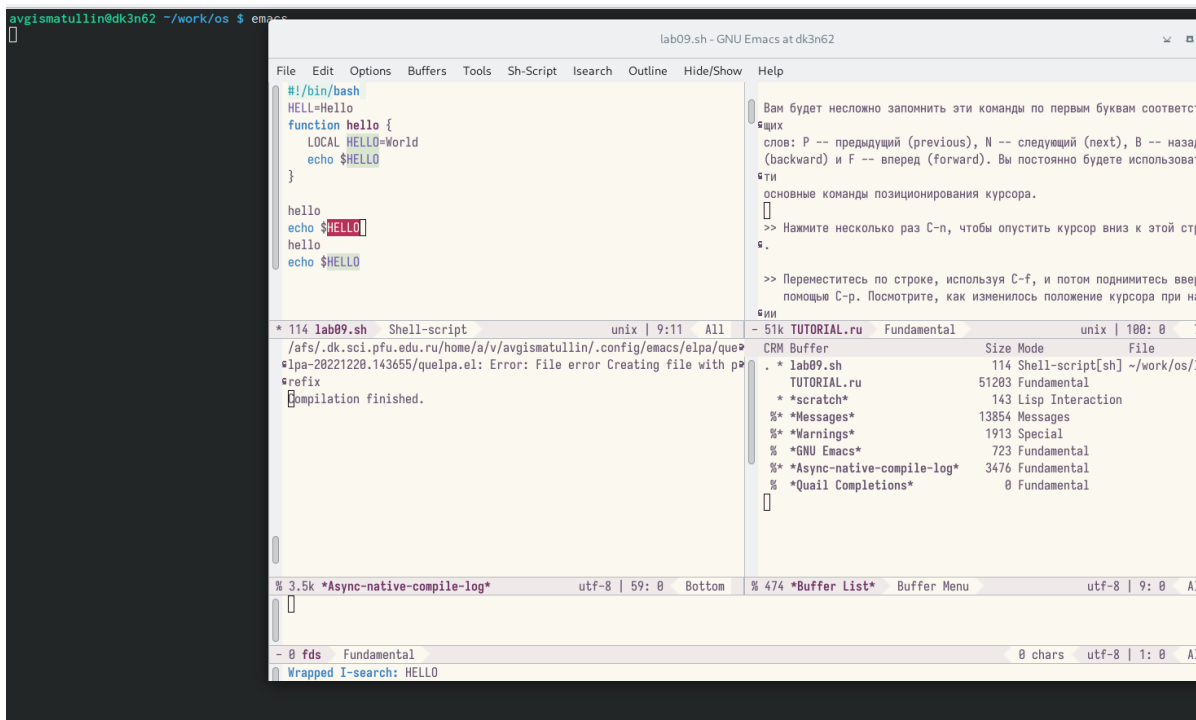 avgismatullin@dk3n62 ~/work/os $ emacs
lab09.sh - GNU Emacs at dk3n62
File Edit Options Buffers Tools Sh-Script Isearch Outline Hide/Show Help
#!/bin/bash
HELL=Hello
function hello {
LOCAL HELLO=World
echo $HELLO
}
hello
echo $HELLO
hello
echo $HELLO
* 114 lab09.sh Shell-script unix | 9:11 All
Вам будет несложно запомнить эти команды по первым буквам соответст
щих
слов: P -- предыдущий (previous), N -- следующий (next), B -- назад
(backward) и F -- вперед (forward). Вы постоянно будете использоват
ти
основные команды позиционирования курсора.
>> Нажмите несколько раз C-n, чтобы опустить курсор вниз к этой стр
.
>> Переместитесь по строке, используя C-f, и потом поднимитесь ввер
помощью C-p. Посмотрите, как изменилось положение курсора при на
ии
- 51k TUTORIAL.ru Fundamental unix | 100: 0
/afs/.dk.sci.pfu.edu.ru/home/a/v/avgismatullin/.config/emacs/elpa/que
lpa-20221220.143655/quelpa.el: Error: File error Creating file with p
refix
Compilation finished.
% 3.5k *Async-native-compile-log* utf-8 | 59: 0 Bottom
CRM Buffer Size Mode File
. * lab09.sh 114 Shell-script[sh] ~/work/os/
TUTORIAL.ru 51203 Fundamental
* *scratch* 143 Lisp Interaction
%* *Messages* 13854 Messages
%* *Warnings* 1913 Special
% *GNU Emacs* 723 Fundamental
%* *Async-native-compile-log* 3476 Fundamental
% *Quail Completions* 0 Fundamental
% 474 *Buffer List* Buffer Menu utf-8 | 9: 0
- 0 fds Fundamental 0 chars utf-8 | 1: 0
Wrapped I-search: HELLO